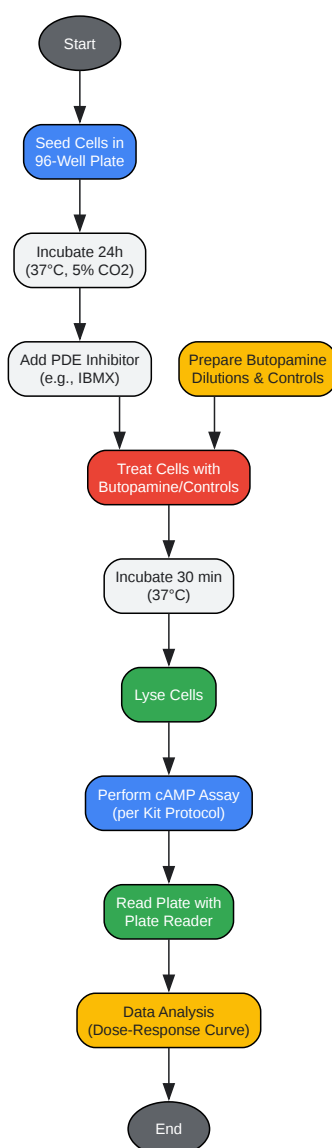 Start
Seed Cells in
96-Well Plate
Incubate 24h
(37°C, 5% CO2)
Add PDE Inhibitor
(e.g., IBMX)
Prepare Butopamine
Dilutions & Controls
Treat Cells with
Butopamine/Controls
Incubate 30 min
(37°C)
Lyse Cells
Perform cAMP Assay
(per Kit Protocol)
Read Plate with
Plate Reader
Data Analysis
(Dose-Response Curve)
End